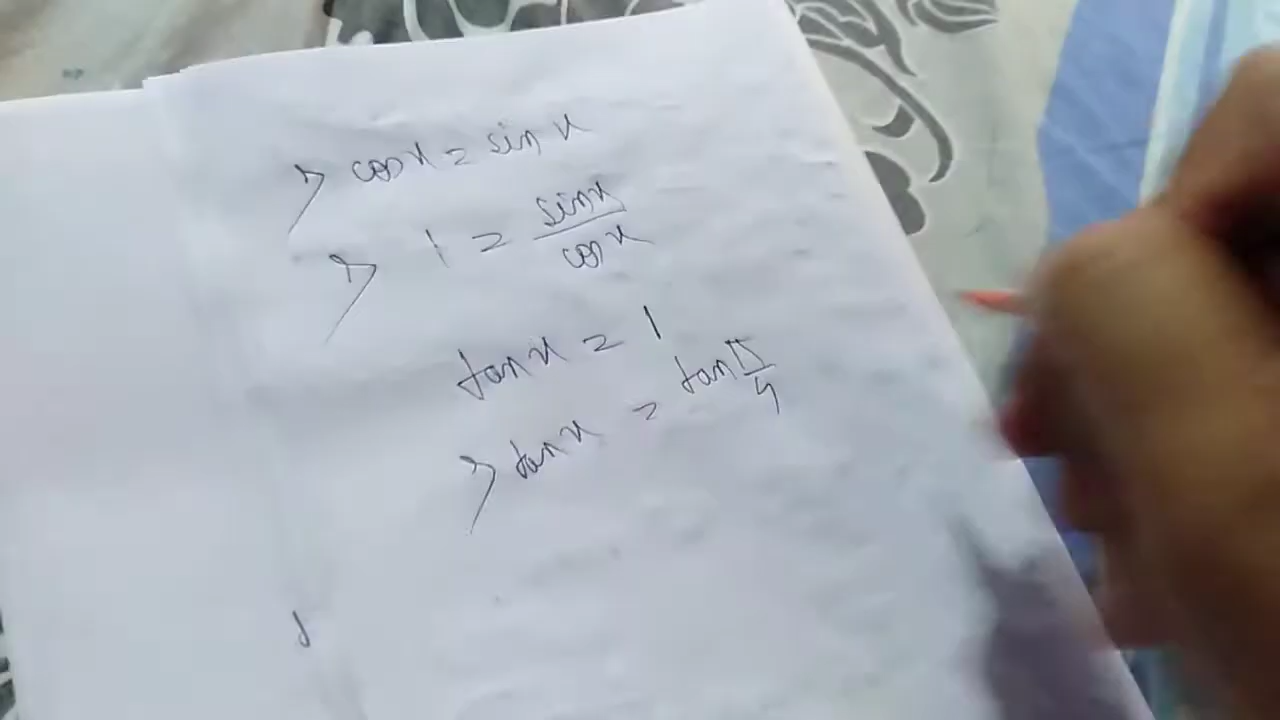 ⇒ cos x = sin x
⇒ 1 = sin x / cos x
tan x = 1
⇒ tan x = tan π/4